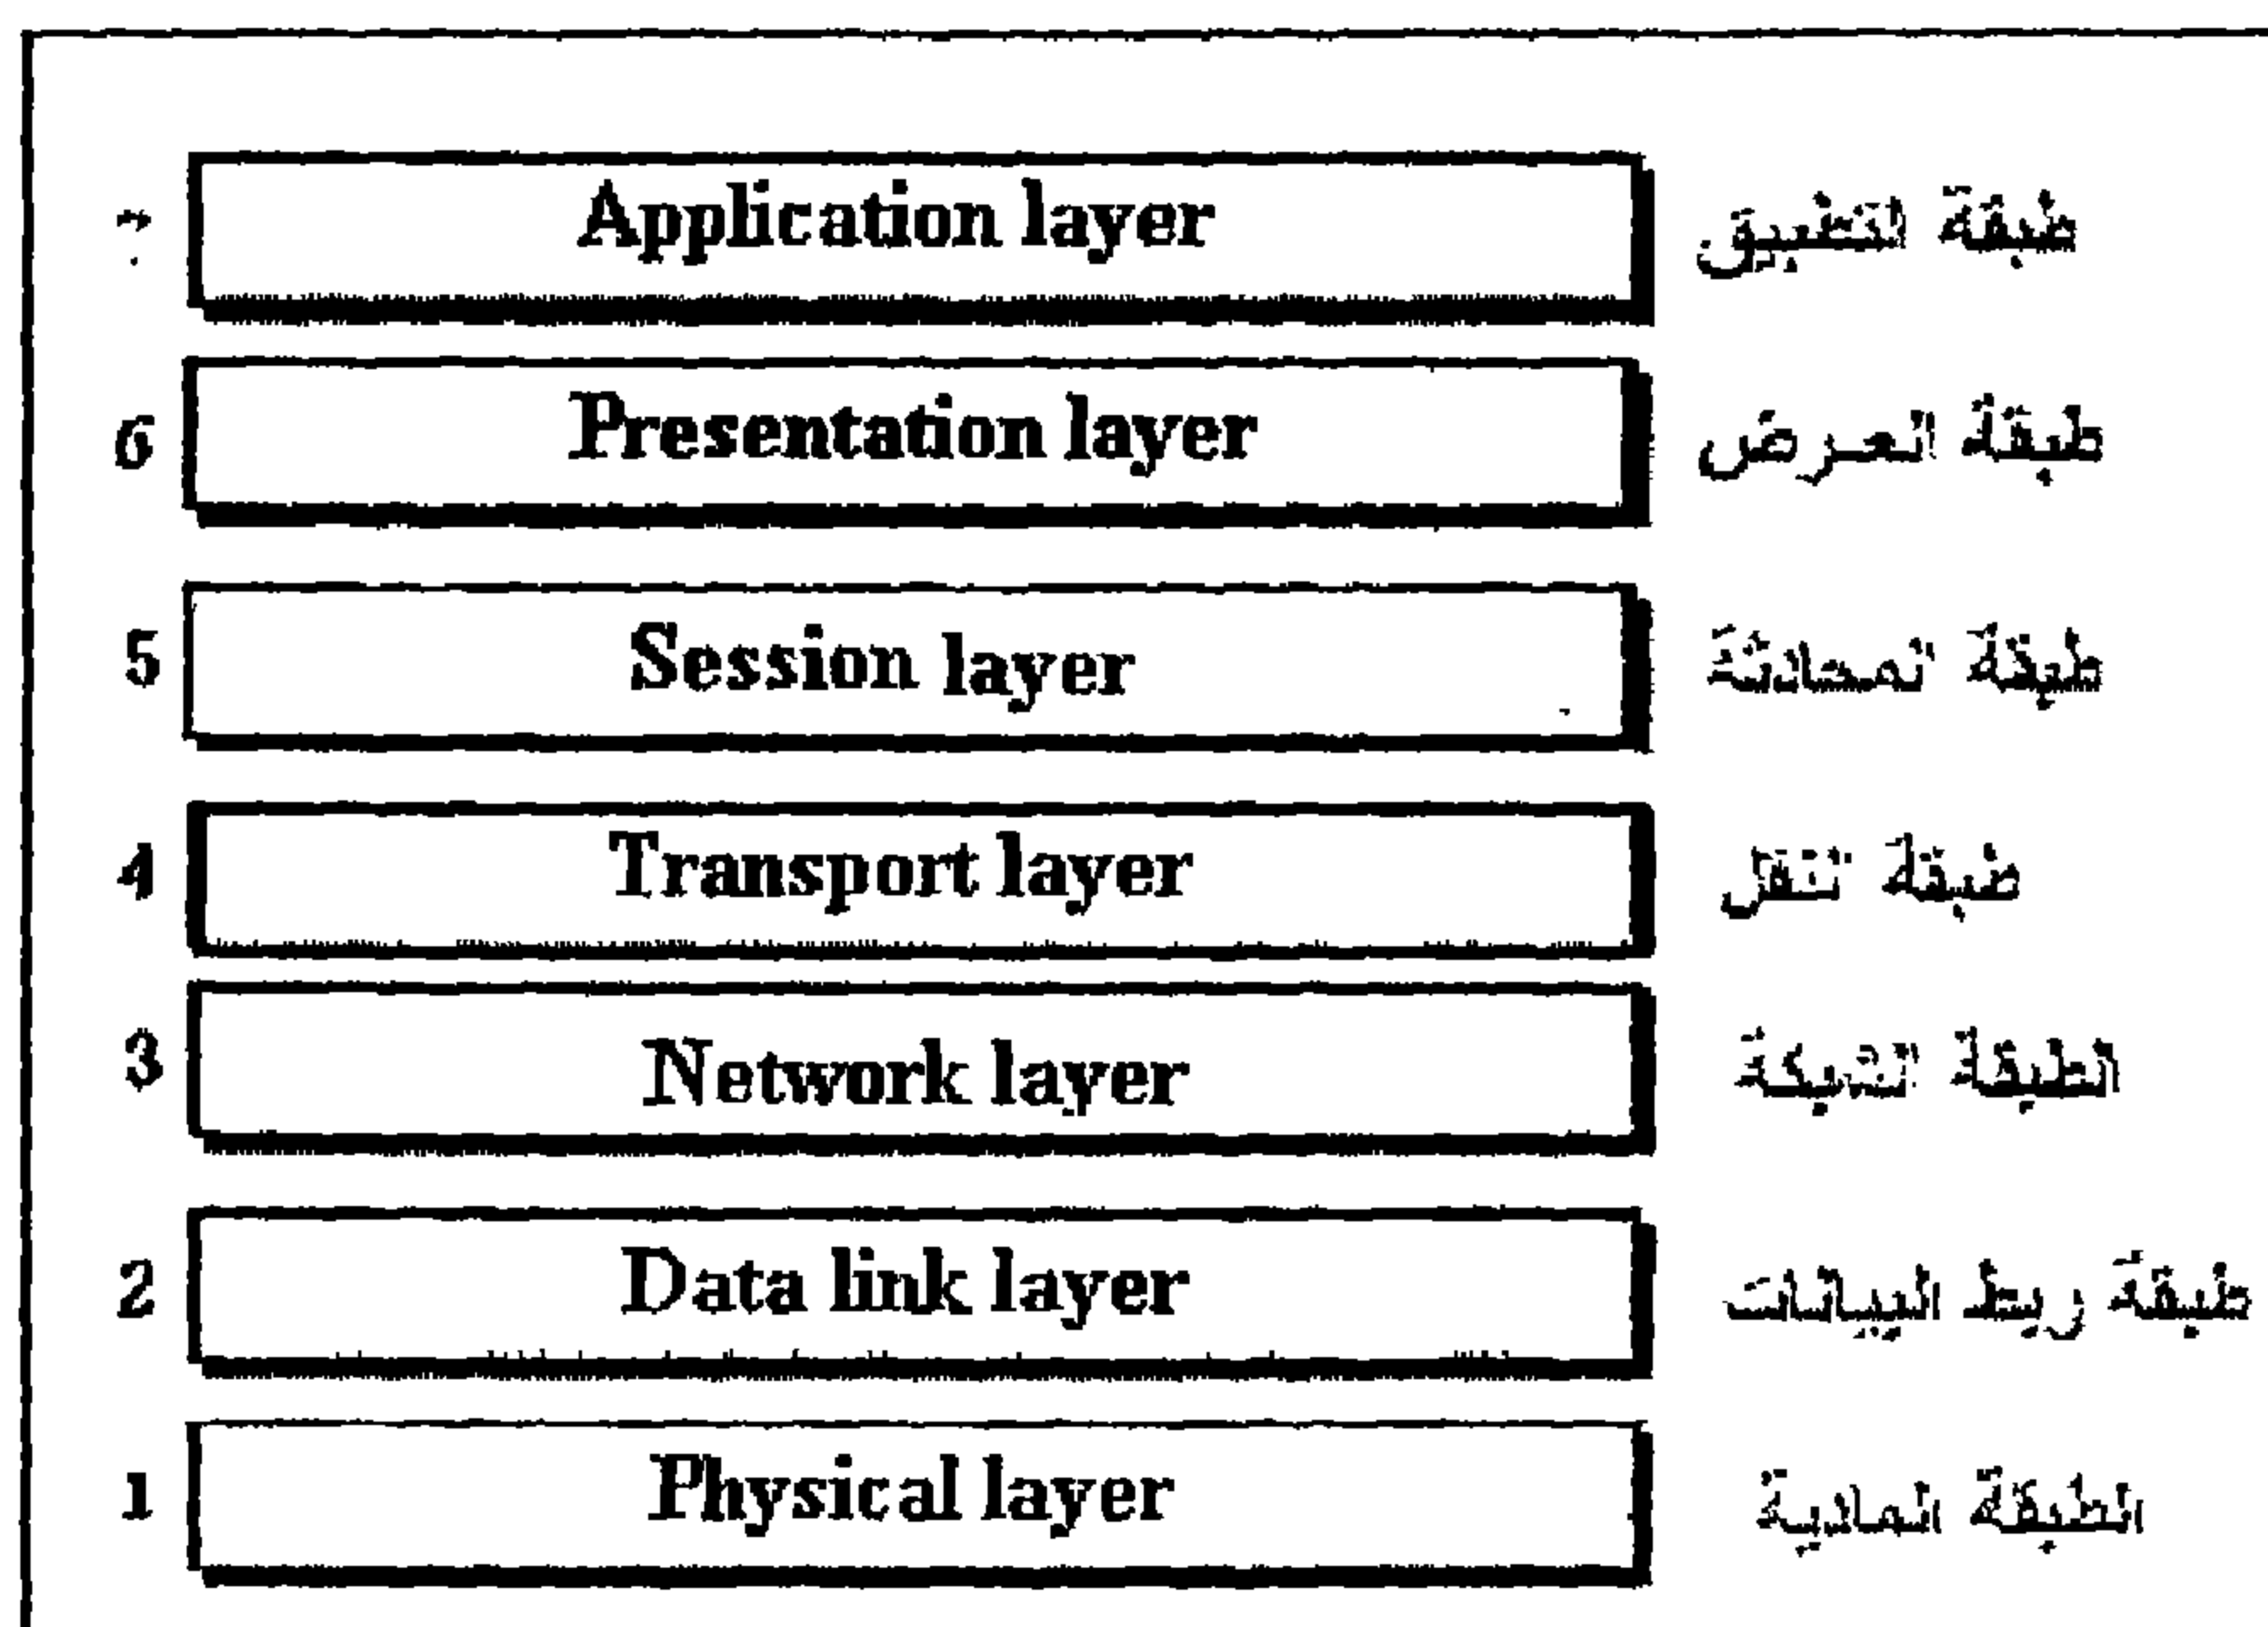 Application layer طبقة التطبيق
6 Presentation layer طبقة العرض
5 Session layer طبقة المحادثة
4 Transport layer طبقة النقل
3 Network layer الطبقة الشبكة
2 Data link layer طبقة ربط البيانات
1 Physical layer الطبقة المادية